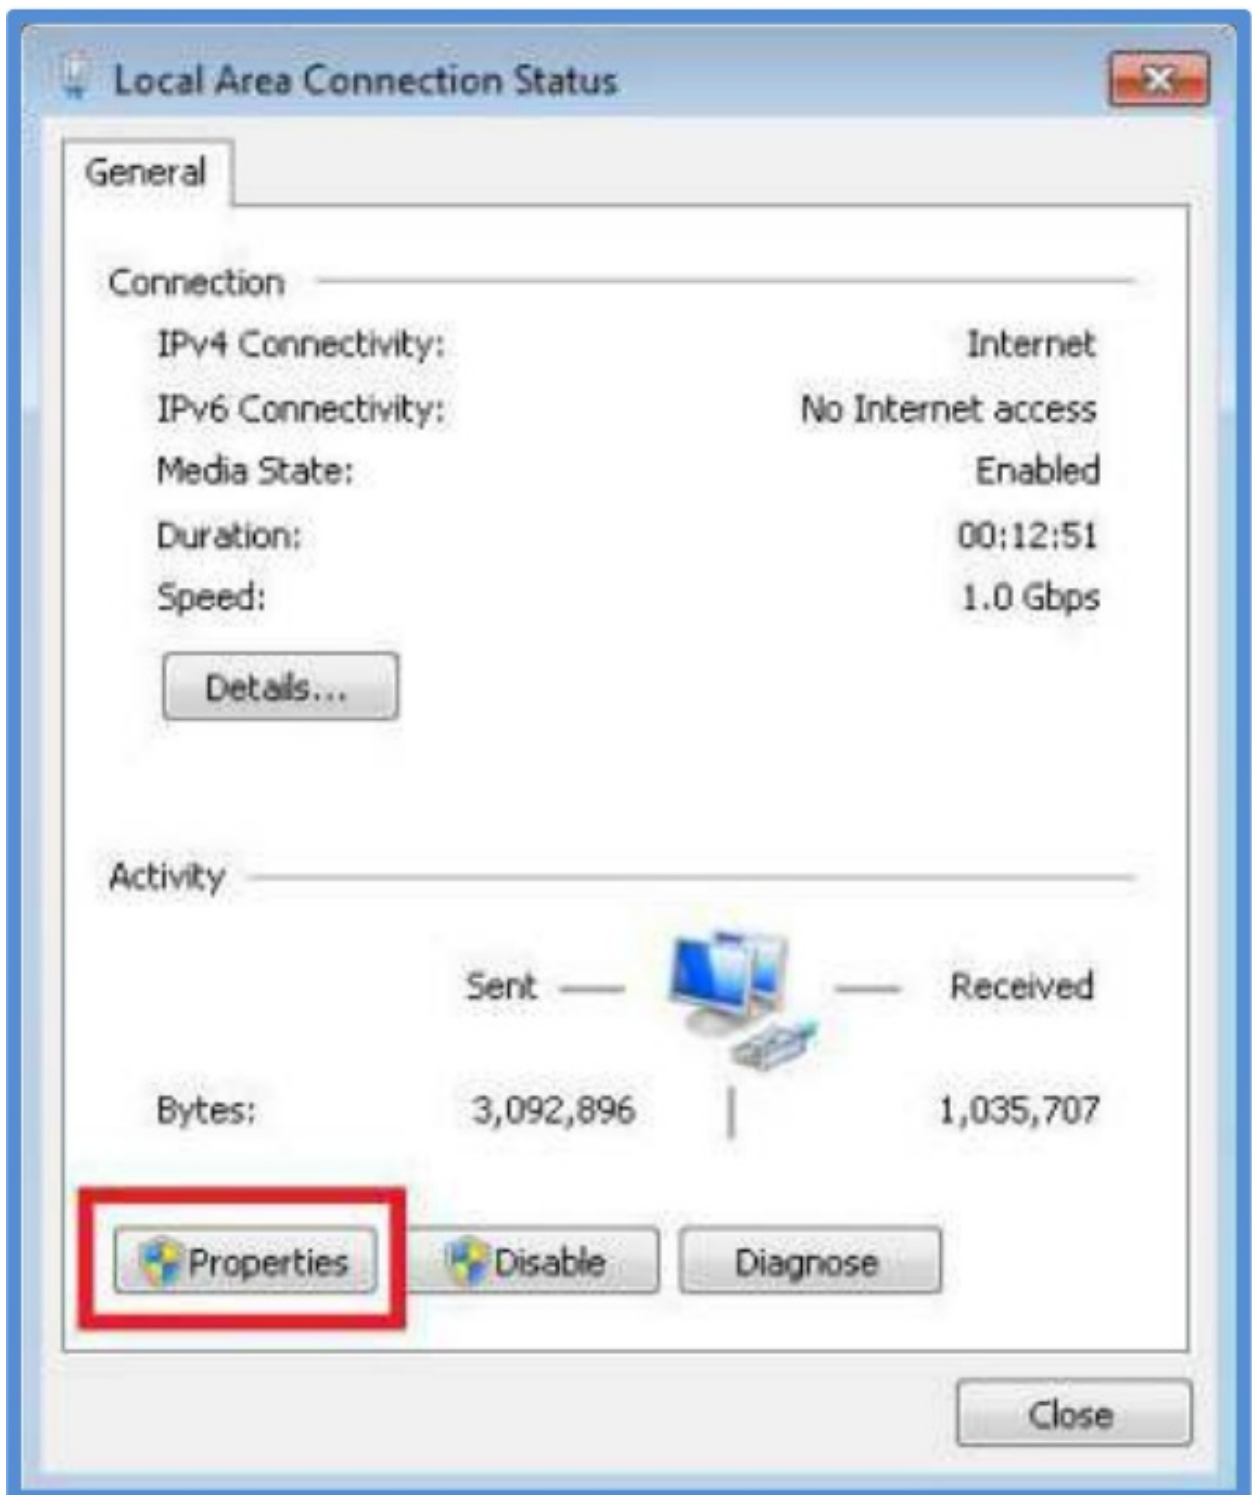 Local Area Connection Status
General
Connection
IPv4 Connectivity: Internet
IPv6 Connectivity: No Internet access
Media State: Enabled
Duration: 00:12:51
Speed: 1.0 Gbps
Details...
Activity
Sent Received
Bytes: 3,092,896 1,035,707
Properties Disable Diagnose
Close